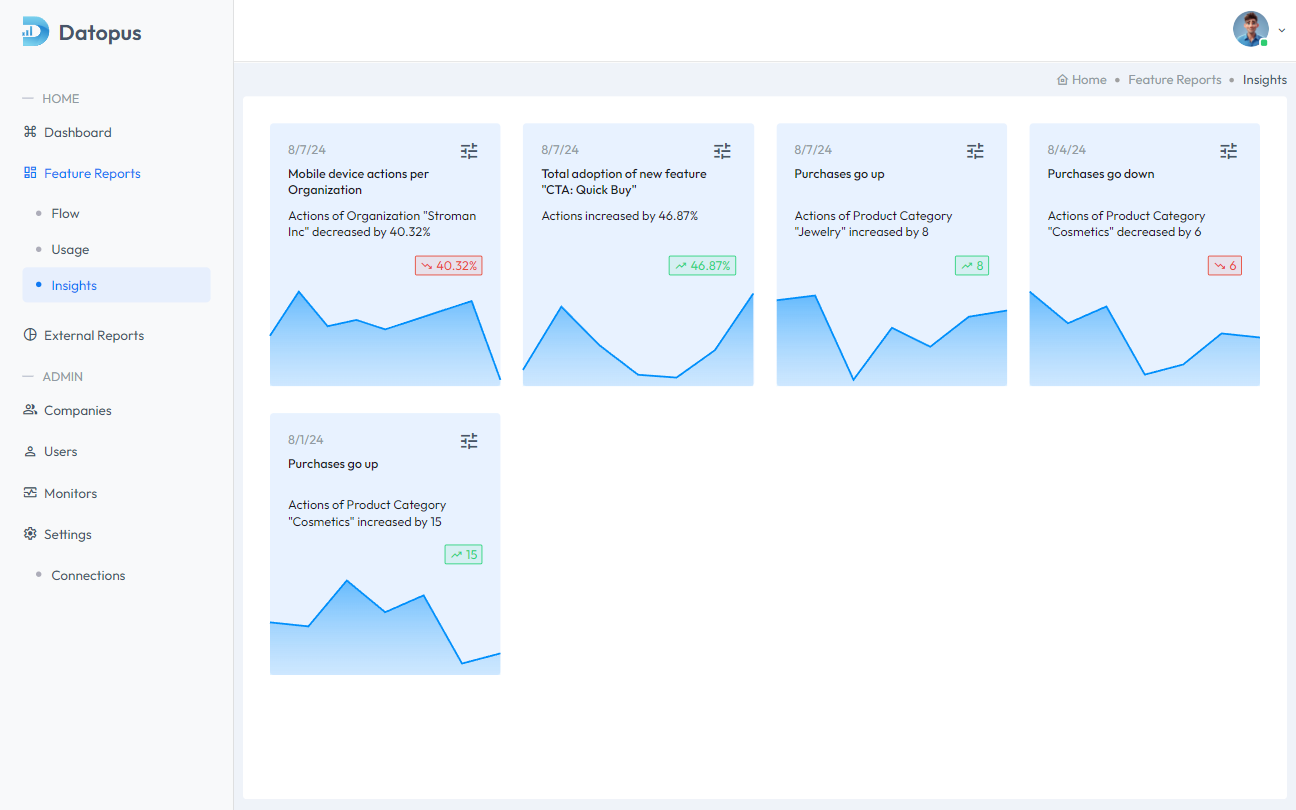 Datopus
Home
Feature Reports
Insights
HOME
Dashboard
Feature Reports
Flow
Usage
Insights
External Reports
ADMIN
Companies
Users
Monitors
Settings
Connections
8/7/24
Mobile device actions per
Organization
Actions of Organization "Stroman
Inc" decreased by 40.32%
40.32%
8/7/24
Total adoption of new feature
"CTA: Quick Buy"
Actions increased by 46.87%
46.87%
8/7/24
Purchases go up
Actions of Product Category
"Jewelry" increased by 8
8
8/4/24
Purchases go down
Actions of Product Category
"Cosmetics" decreased by 6
6
8/1/24
Purchases go up
Actions of Product Category
"Cosmetics" increased by 15
15